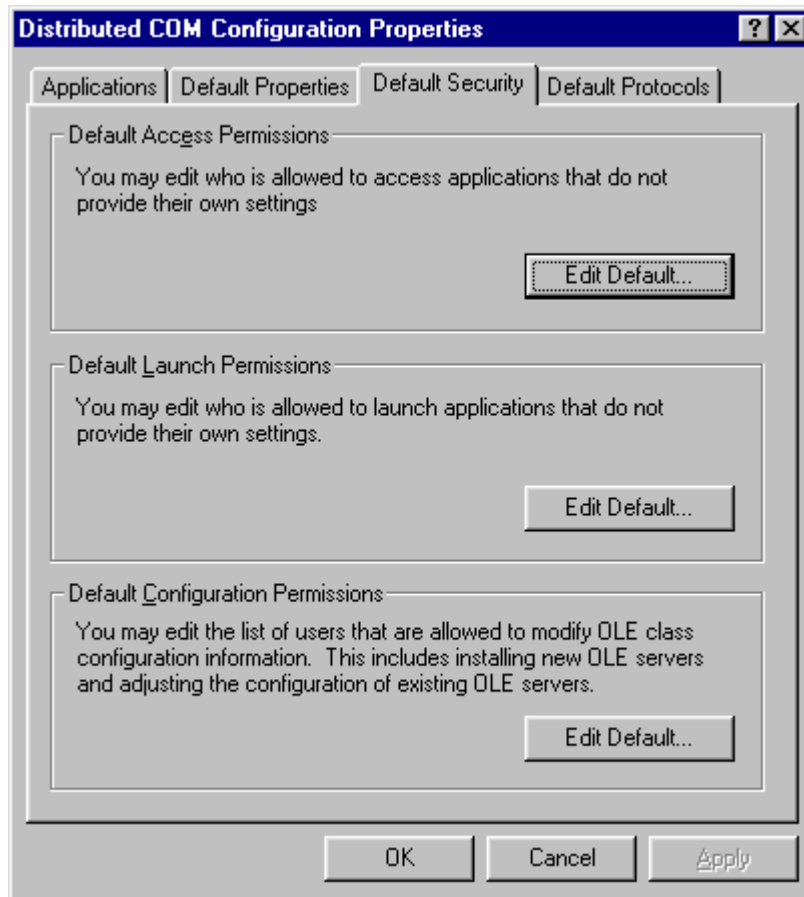 Distributed COM Configuration Properties
Applications Default Properties Default Security Default Protocols
Default Access Permissions
You may edit who is allowed to access applications that do not
provide their own settings
Edit Default...
Default Launch Permissions
You may edit who is allowed to launch applications that do not
provide their own settings.
Edit Default...
Default Configuration Permissions
You may edit the list of users that are allowed to modify OLE class
configuration information.  This includes installing new OLE servers
and adjusting the configuration of existing OLE servers.
Edit Default...
OK Cancel Apply